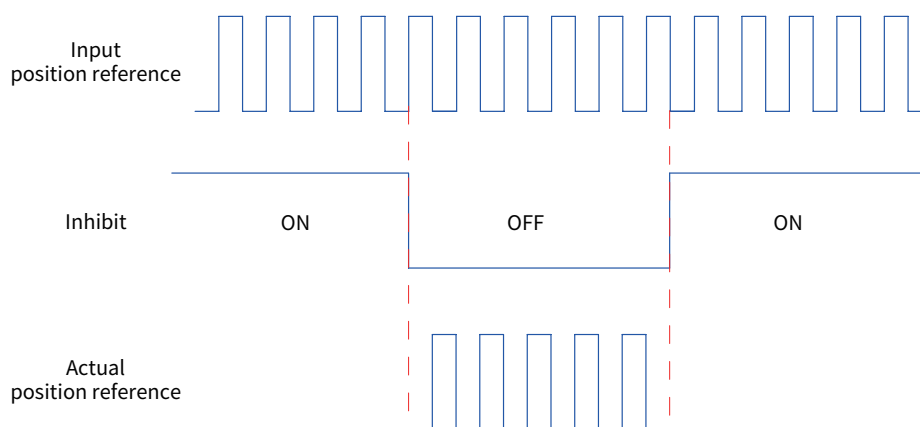 Input
position reference
Inhibit
ON
OFF
ON
Actual
position reference